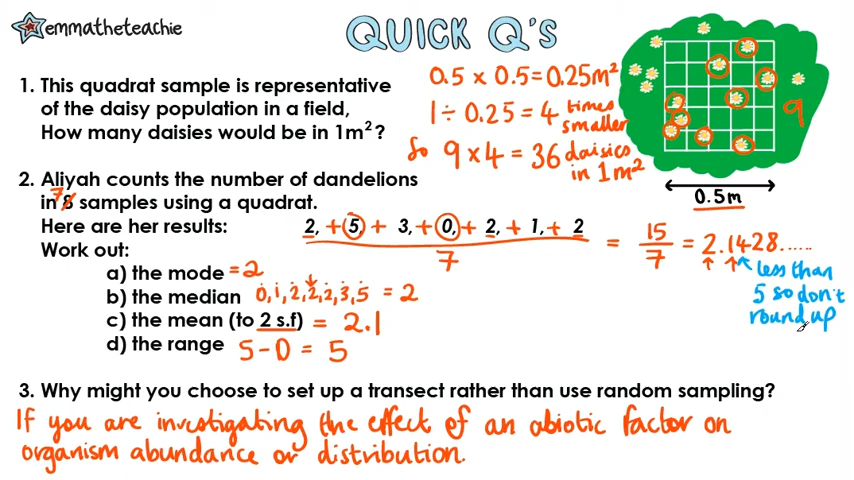 emmatheteachie
QUICK Q'S
1. This quadrat sample is representative
of the daisy population in a field,
How many daisies would be in 1m²?
0.5 × 0.5 = 0.25m²
1 ÷ 0.25 = 4 times
smaller
So 9 × 4 = 36 daisies
in 1m²
9
0.5m
2. Aliyah counts the number of dandelions
in 7 8 samples using a quadrat.
Here are her results:
2, + 5, + 3, + 0, + 2, + 1, + 2
7
= 15/7 = 2.1428......
less than
5 so don't
round up
Work out:
a) the mode = 2
b) the median 0, 1, 2, 2, 2, 3, 5 = 2
c) the mean (to 2 s.f) = 2.1
d) the range 5 - 0 = 5
3. Why might you choose to set up a transect rather than use random sampling?
If you are investigating the effect of an abiotic factor on
organism abundance or distribution.